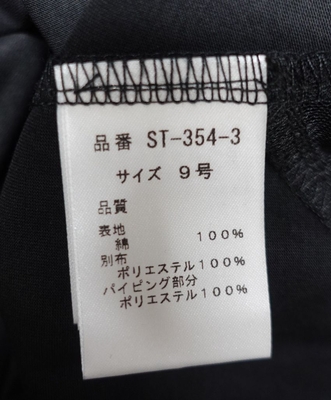 品番 ST-354-3
サイズ 9号
品質
表地
綿 100%
別布
ポリエステル100%
パイピング部分
ポリエステル100%